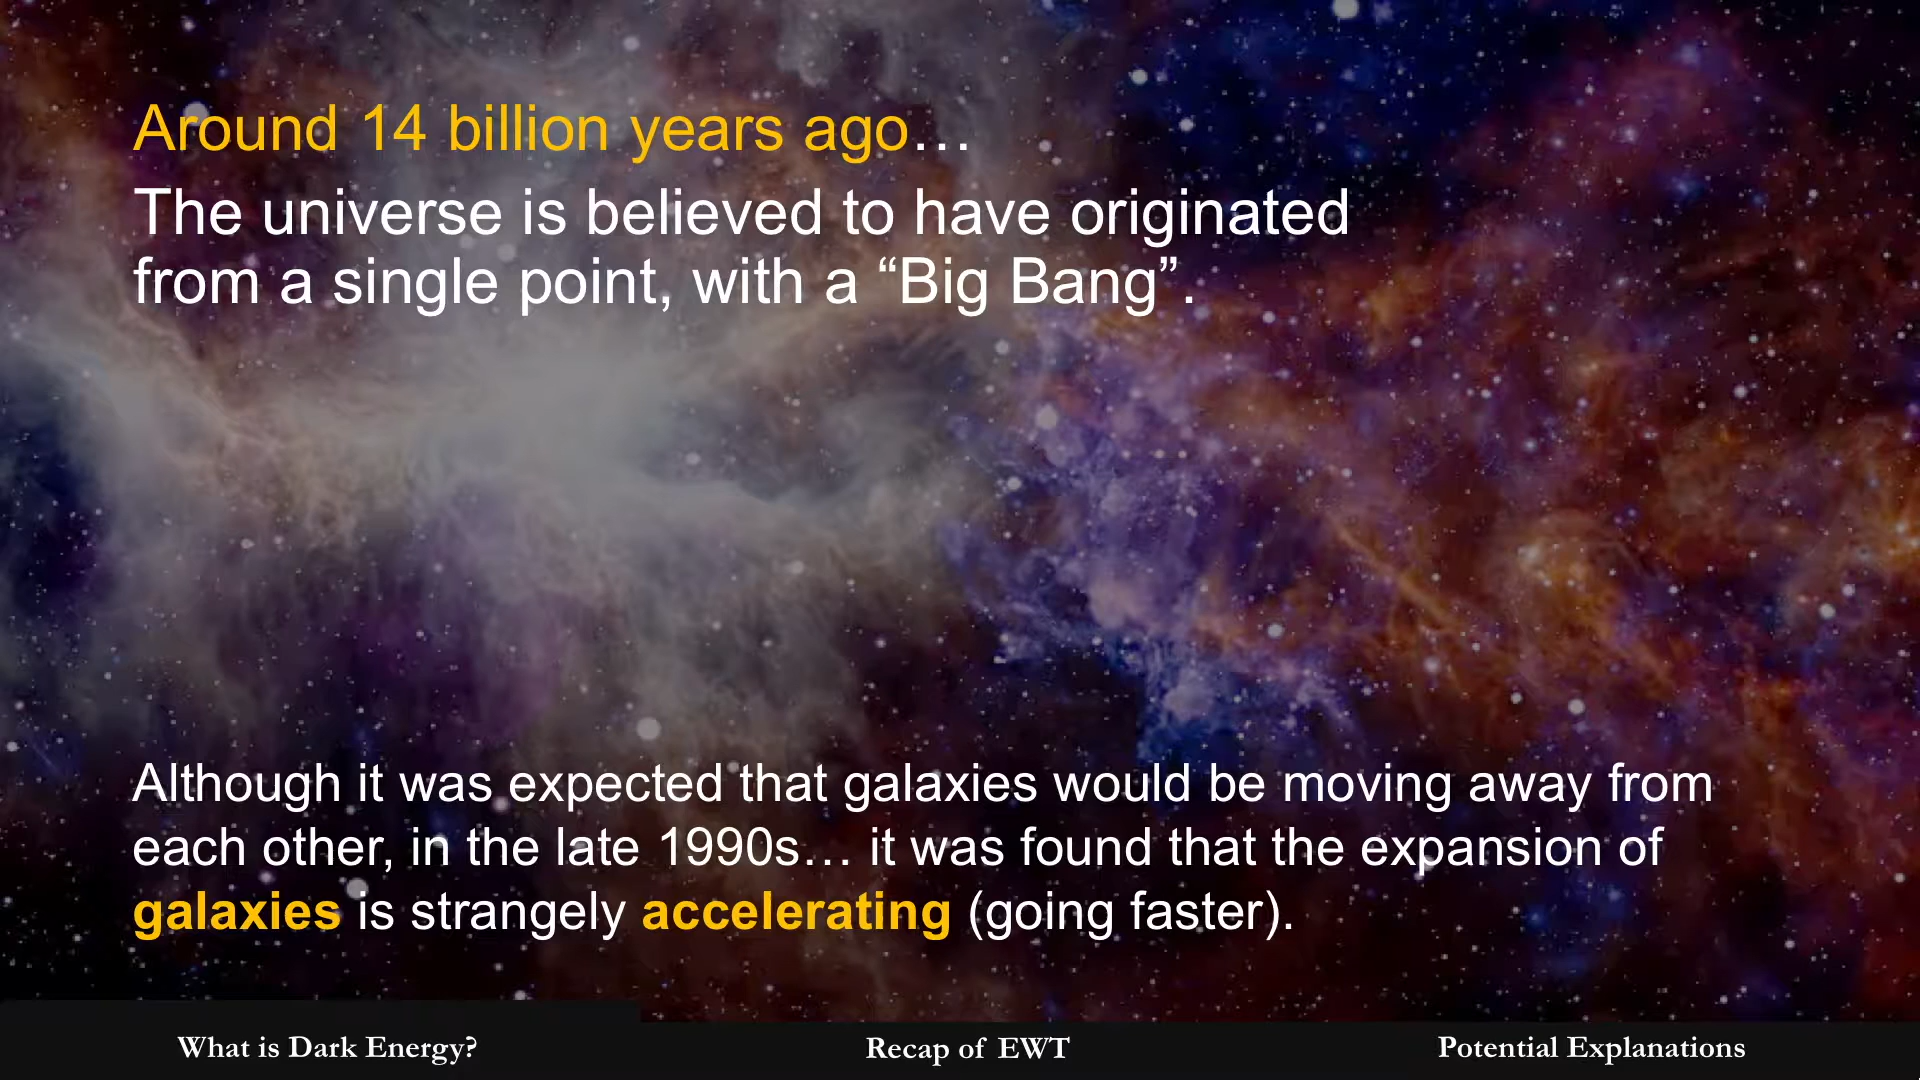 Around 14 billion years ago…
The universe is believed to have originated
from a single point, with a “Big Bang”.
Although it was expected that galaxies would be moving away from
each other, in the late 1990s… it was found that the expansion of
galaxies is strangely accelerating (going faster).
What is Dark Energy?
Recap of EWT
Potential Explanations